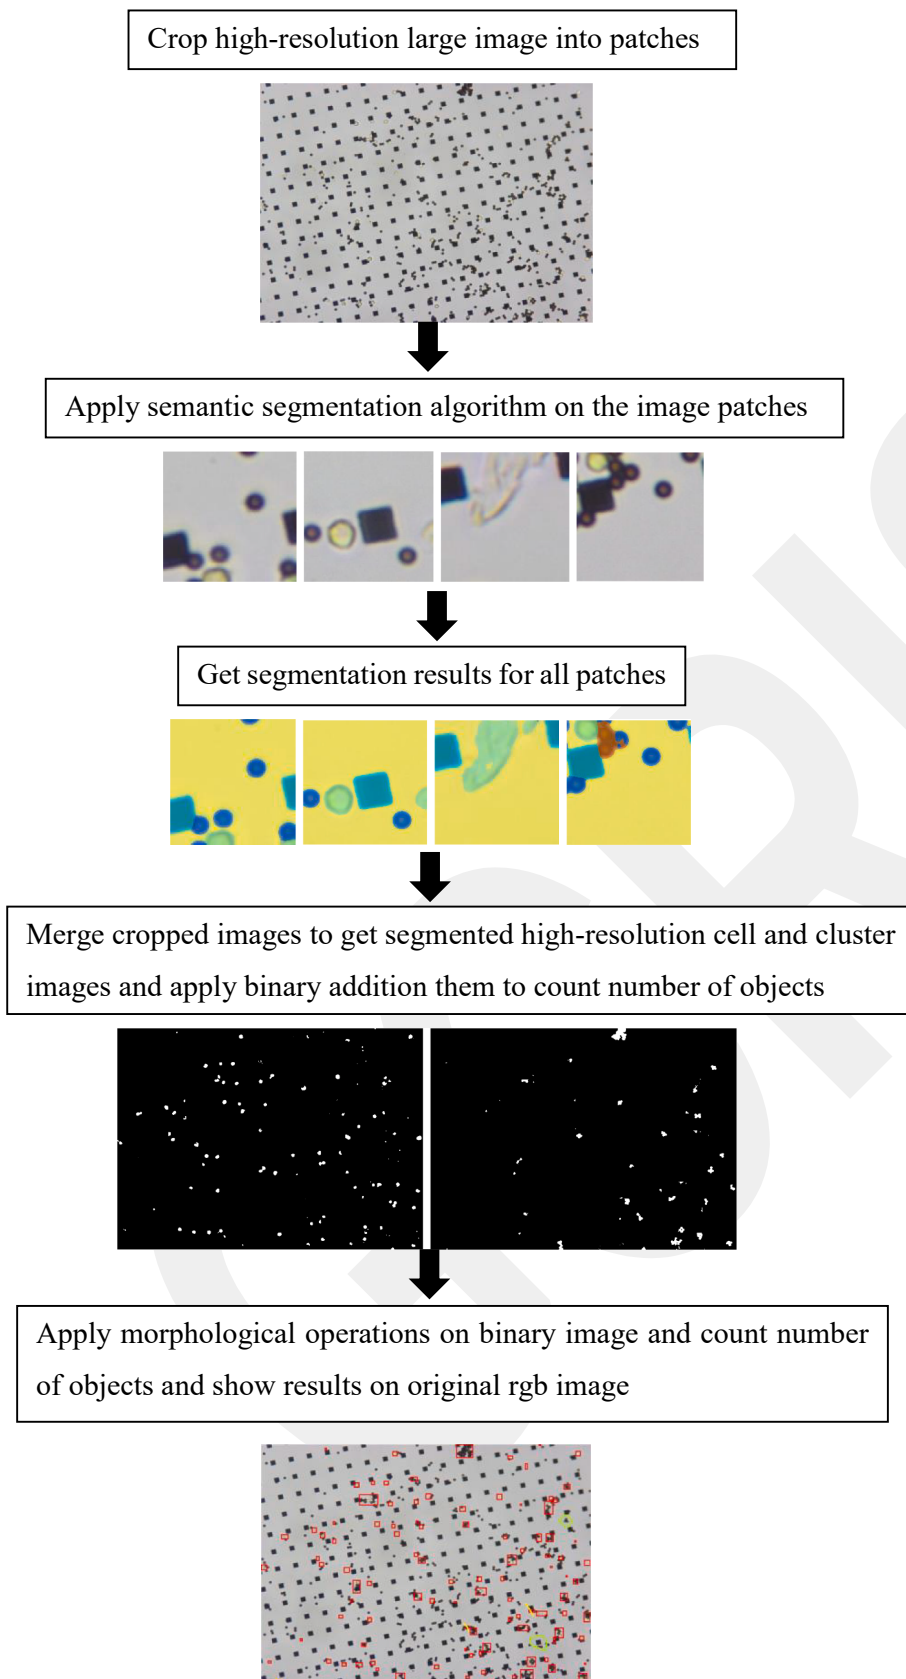 Crop high-resolution large image into patches
Apply semantic segmentation algorithm on the image patches
Get segmentation results for all patches
Merge cropped images to get segmented high-resolution cell and cluster
images and apply binary addition them to count number of objects
Apply morphological operations on binary image and count number
of objects and show results on original rgb image